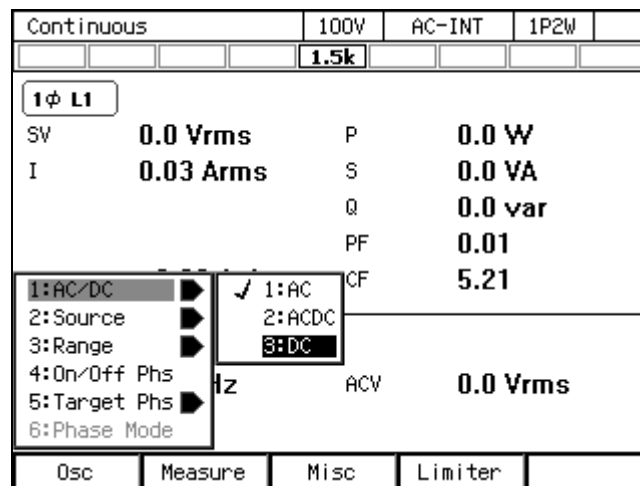 Continuous 100V AC-INT 1P2W
1.5k
1ϕ L1
SV 0.0 Vrms P 0.0 W
I 0.03 Arms S 0.0 VA
Q 0.0 var
PF 0.01
CF 5.21
1:AC/DC
2:Source
3:Range
4:On/Off Phs
5:Target Phs
6:Phase Mode
✓ 1:AC
2:ACDC
3:DC
Hz ACV 0.0 Vrms
Osc Measure Misc Limiter